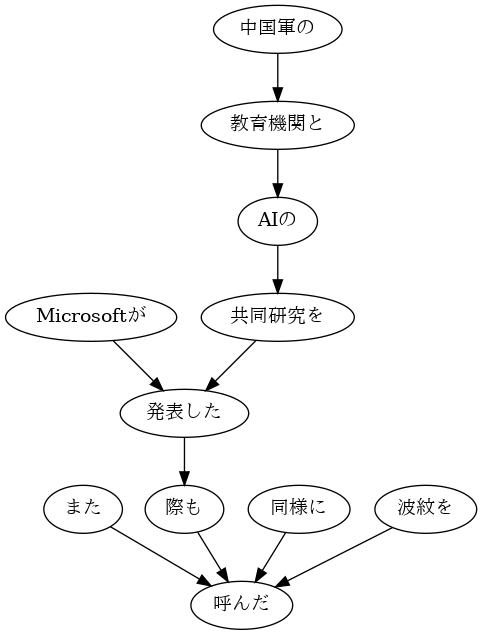 中国軍の
教育機関と
AIの
Microsoftが
共同研究を
発表した
また
際も
同様に
波紋を
呼んだ